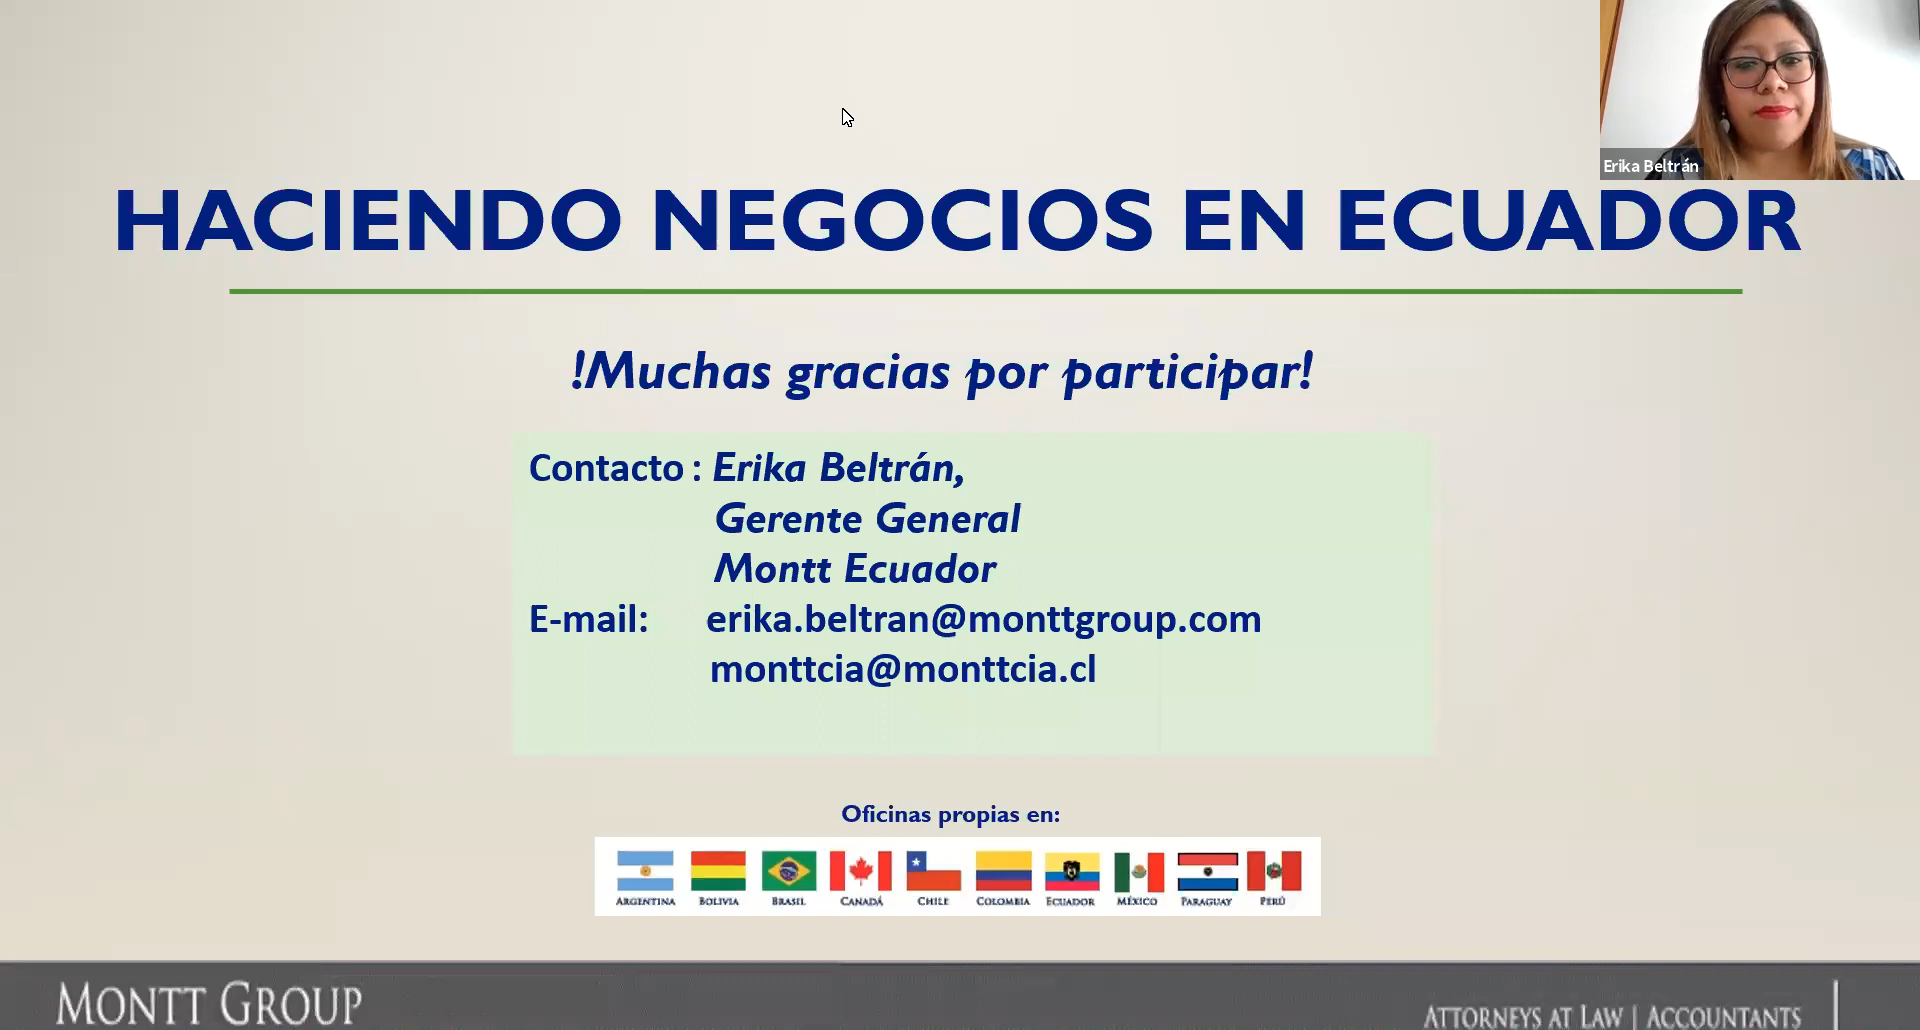 Erika Beltrán
HACIENDO NEGOCIOS EN ECUADOR
!Muchas gracias por participar!
Contacto : Erika Beltrán,
Gerente General
Montt Ecuador
E-mail: erika.beltran@monttgroup.com
monttcia@monttcia.cl
Oficinas propias en:
ARGENTINA BOLIVIA BRASIL CANADÁ CHILE COLOMBIA ECUADOR MÉXICO PARAGUAY PERÚ
MONTT GROUP
ATTORNEYS AT LAW | ACCOUNTANTS